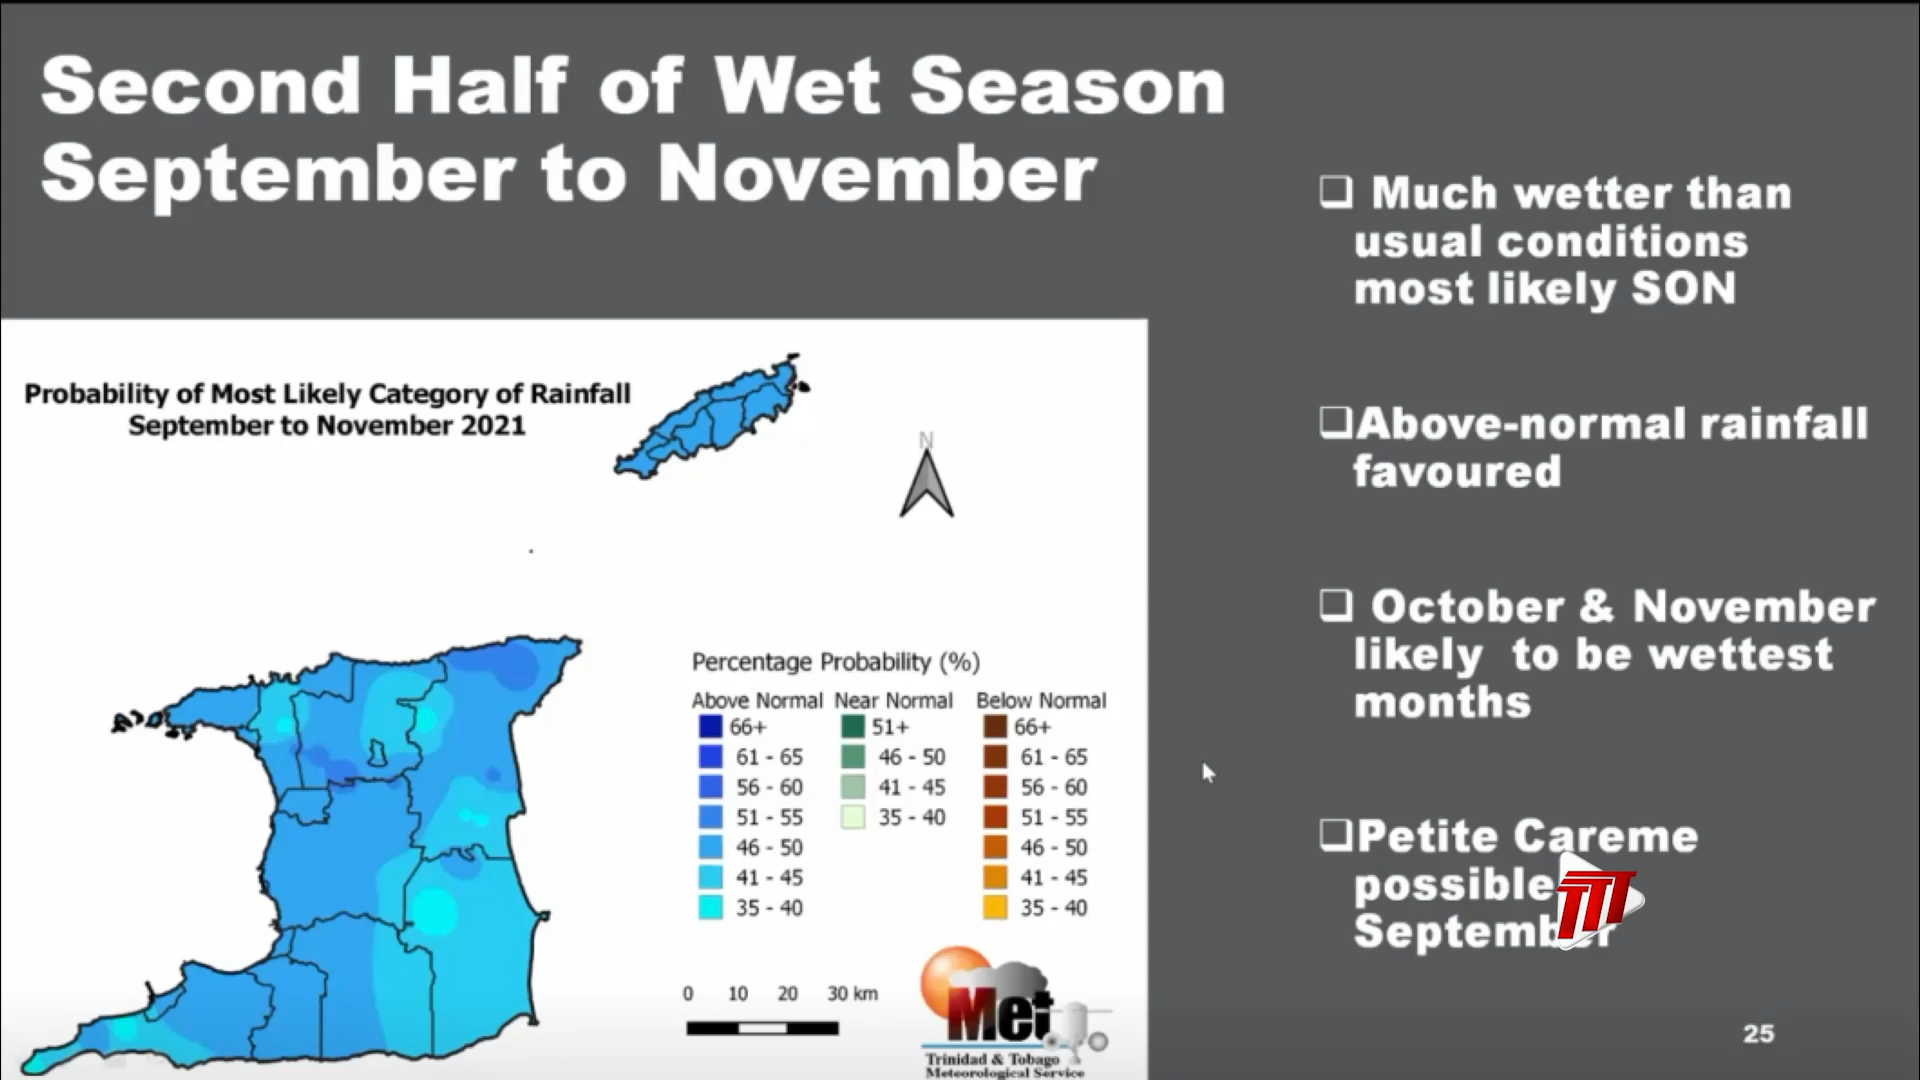 Second Half of Wet Season
September to November
Probability of Most Likely Category of Rainfall
September to November 2021
N
Percentage Probability (%)
Above Normal Near Normal Below Normal
66+ 51+ 66+
61 - 65 46 - 50 61 - 65
56 - 60 41 - 45 56 - 60
51 - 55 35 - 40 51 - 55
46 - 50 46 - 50
41 - 45 41 - 45
35 - 40 35 - 40
0 10 20 30 km
Met
Trinidad & Tobago
Meteorological Service
Much wetter than
usual conditions
most likely SON
Above-normal rainfall
favoured
October & November
likely to be wettest
months
Petite Careme
possible
September
TTT
25